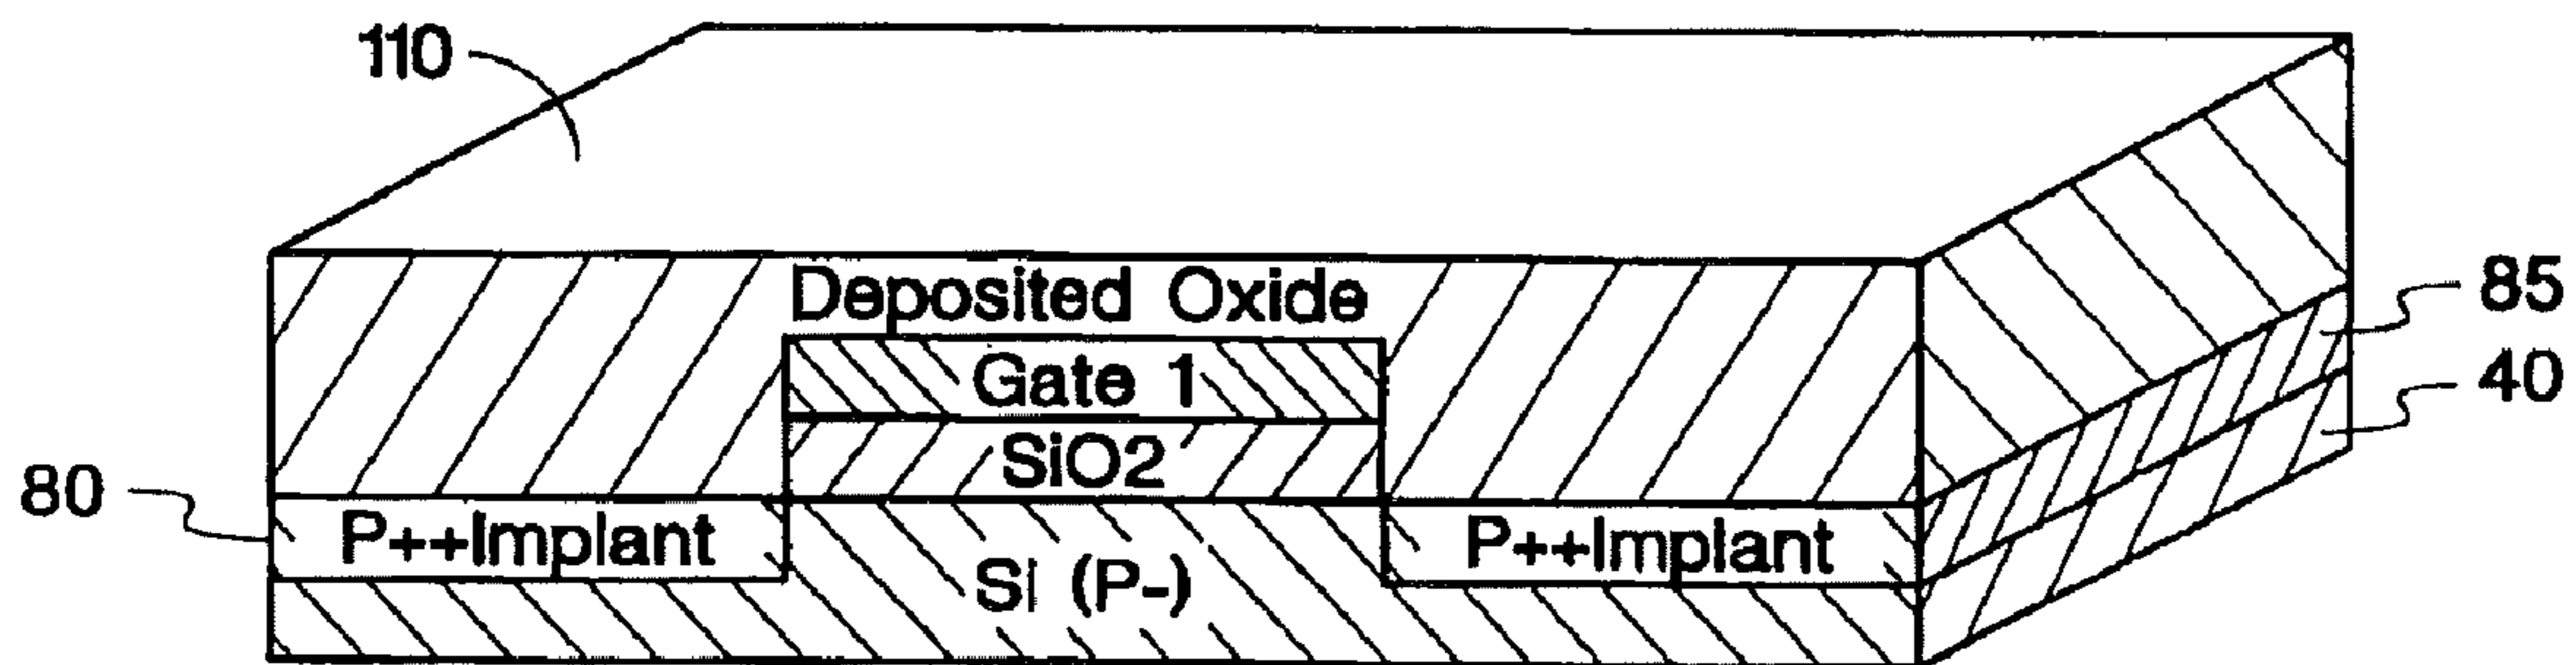 110
Deposited Oxide
85
Gate 1
40
SiO2
80
P++Implant
Si (P-)
P++Implant